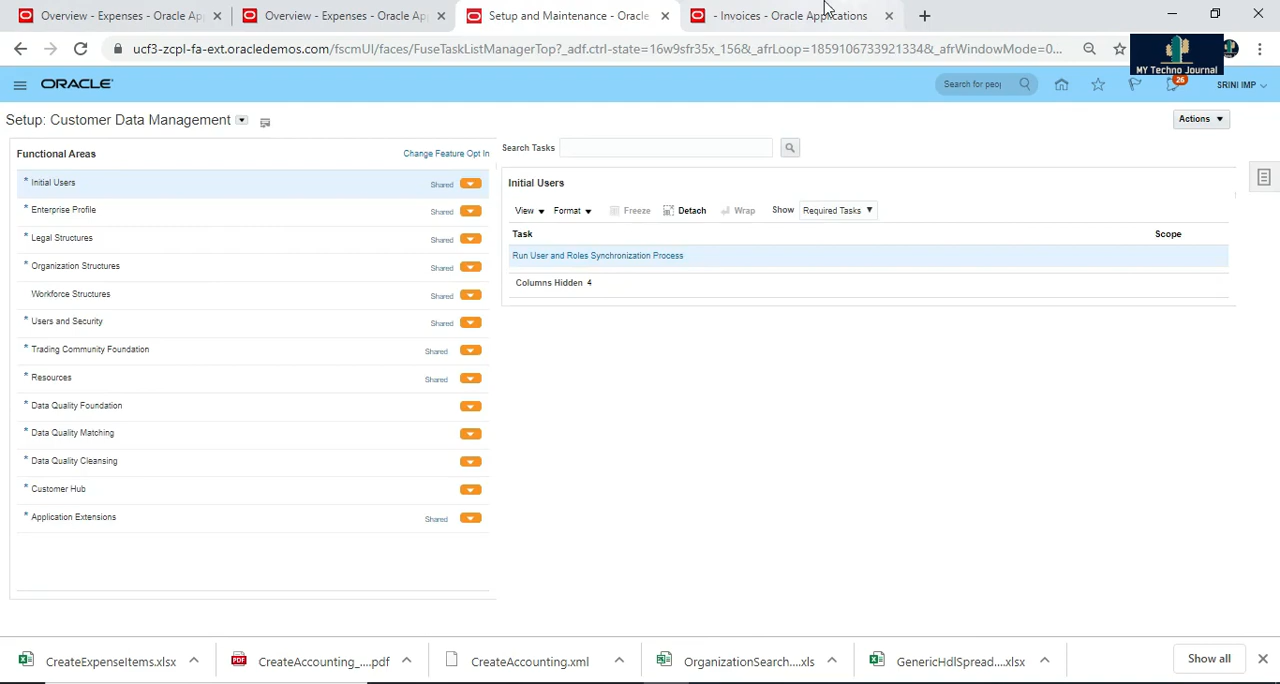 Overview - Expenses - Oracle Ap
Overview - Expenses - Oracle Ap
Setup and Maintenance - Oracle
- Invoices - Oracle Applications
ucf3-zcpl-fa-ext.oracledemos.com/fscmUI/faces/FuseTaskListManagerTop?_adf.ctrl-state=16w9sfr35x_156&_afrLoop=1859106733921334&_afrWindowMode=0...
MY Techno Journal
ORACLE
Search for peop
26
SRINI IMP
Setup: Customer Data Management
Actions
Functional Areas
Change Feature Opt In
* Initial Users Shared
* Enterprise Profile Shared
* Legal Structures Shared
* Organization Structures Shared
Workforce Structures Shared
* Users and Security Shared
* Trading Community Foundation Shared
* Resources Shared
* Data Quality Foundation
* Data Quality Matching
* Data Quality Cleansing
* Customer Hub
* Application Extensions Shared
Search Tasks
Initial Users
View Format Freeze Detach Wrap Show Required Tasks
Task Scope
Run User and Roles Synchronization Process
Columns Hidden 4
CreateExpenseItems.xlsx
CreateAccounting_....pdf
CreateAccounting.xml
OrganizationSearch....xls
GenericHdlSpread....xlsx
Show all